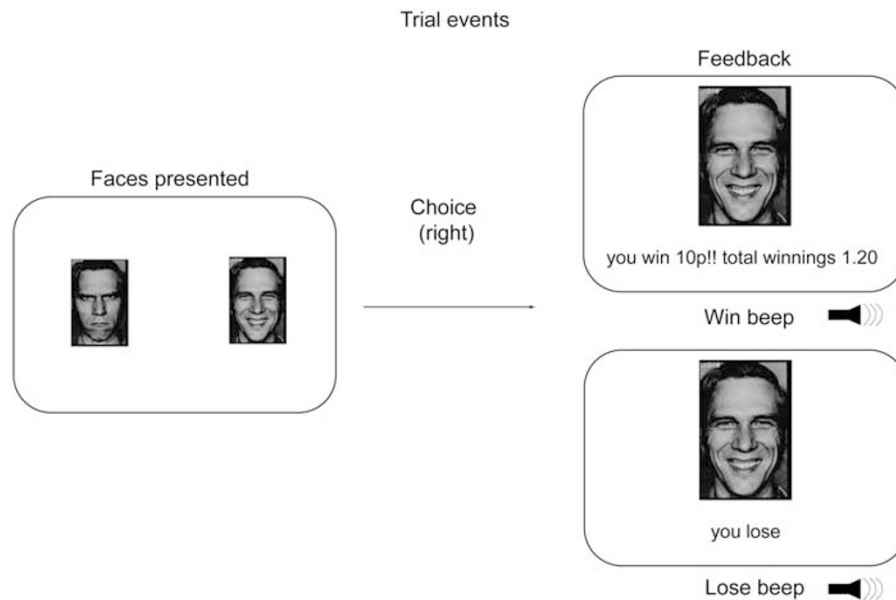 Trial events
Faces presented
Choice
(right)
Feedback
you win 10p!! total winnings 1.20
Win beep
you lose
Lose beep